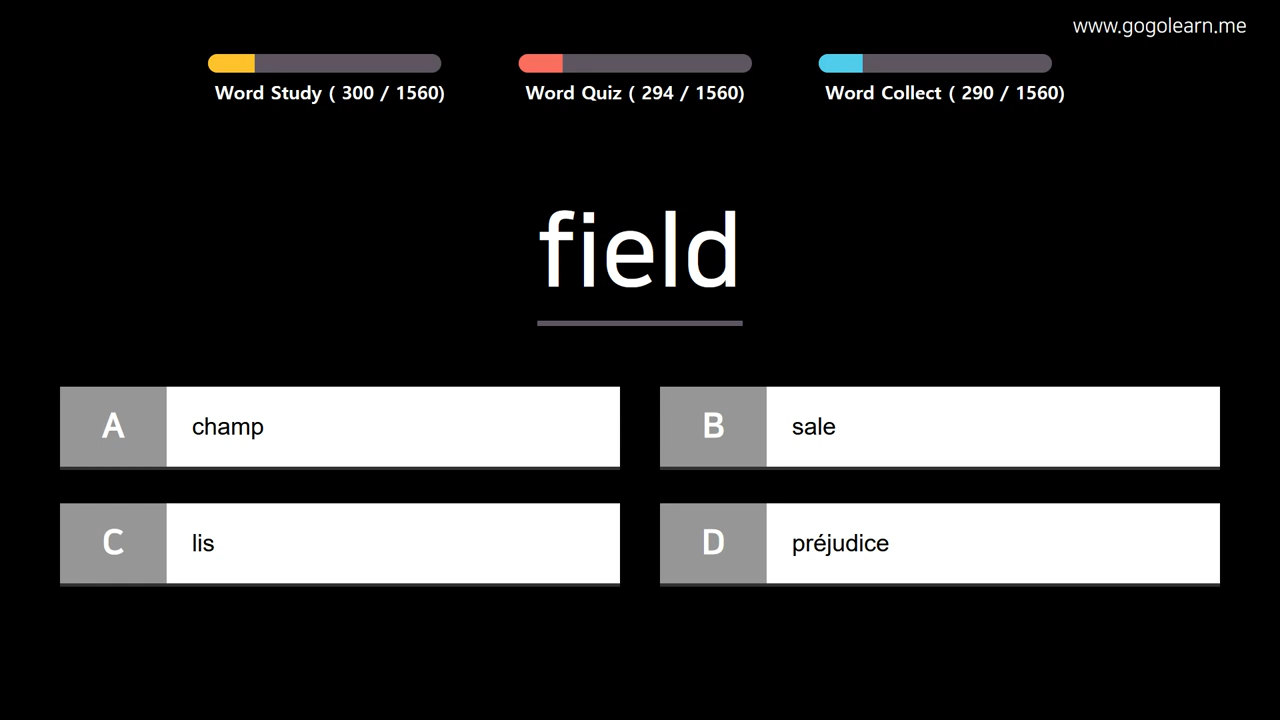 www.gogolearn.me
Word Study ( 300 / 1560)
Word Quiz ( 294 / 1560)
Word Collect ( 290 / 1560)
field
A champ
B sale
C lis
D préjudice